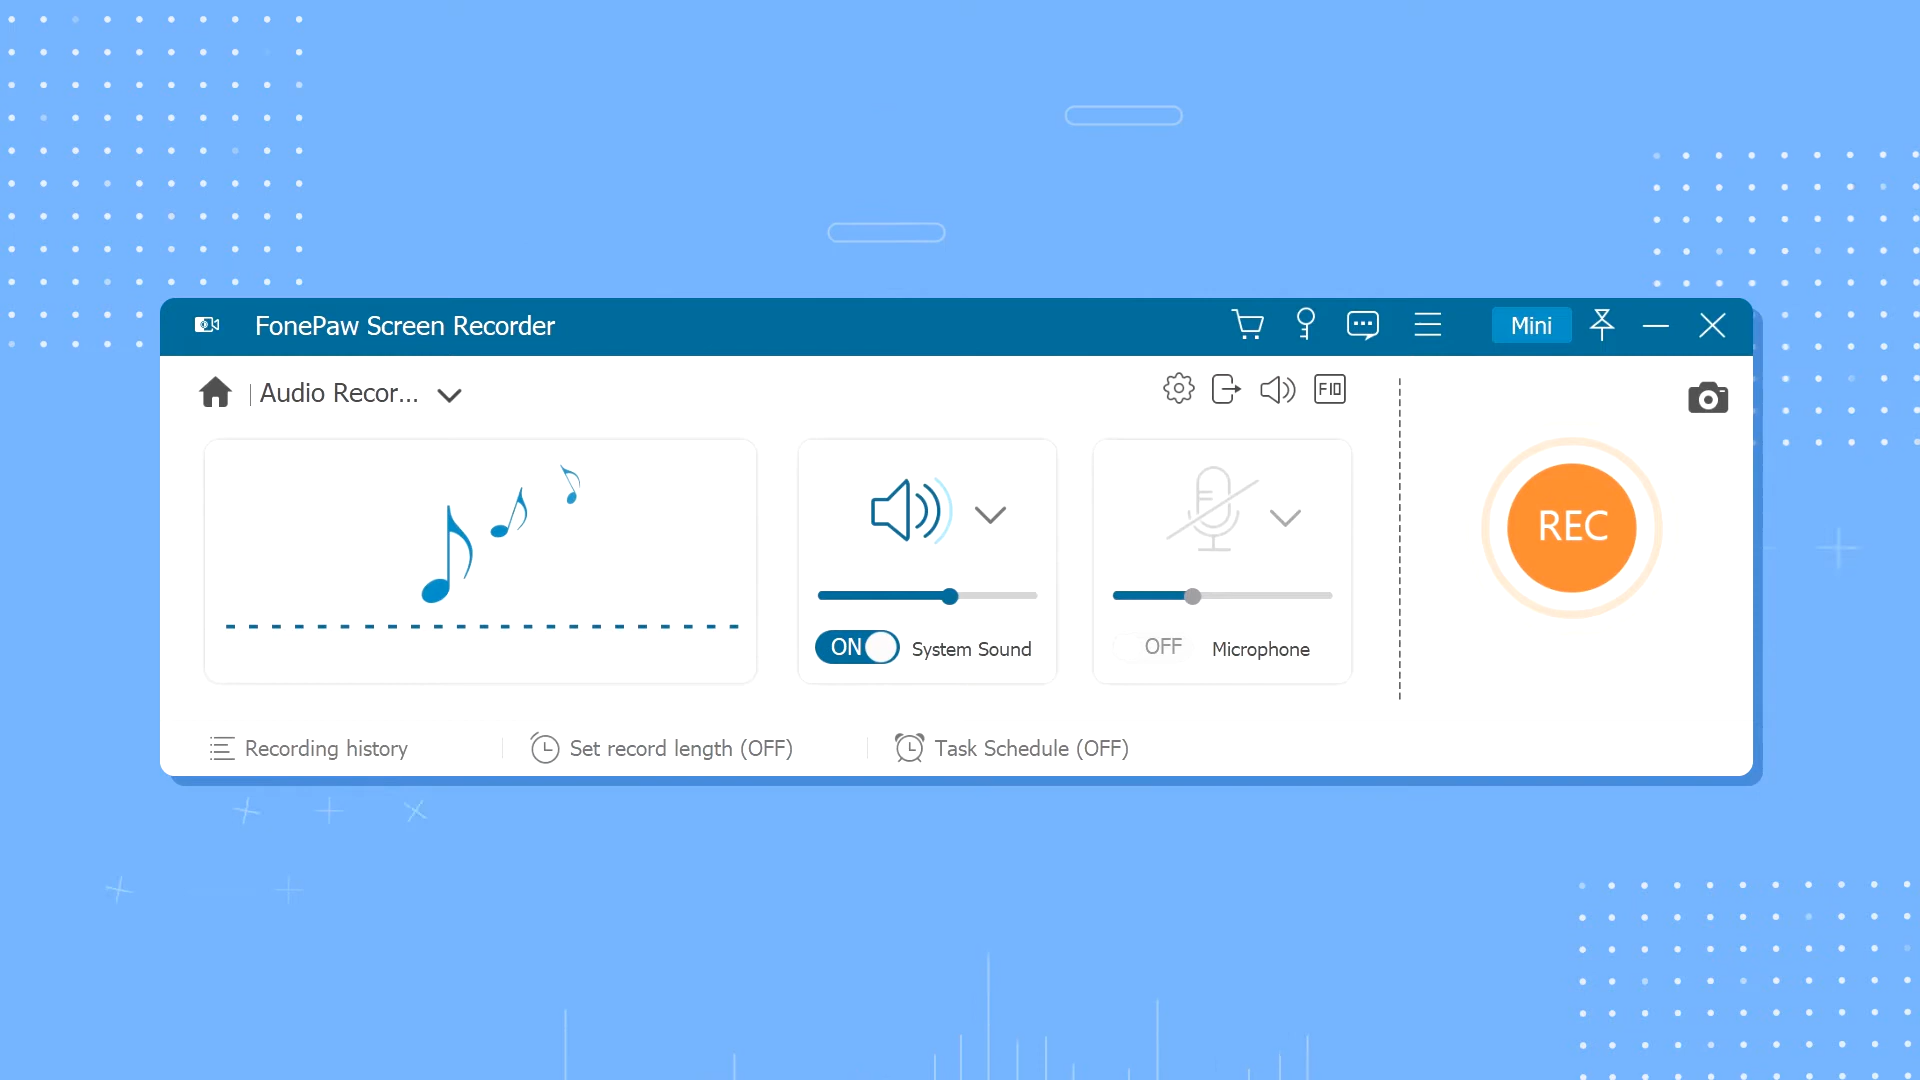 FonePaw Screen Recorder
Mini
Audio Recor...
F10
REC
ON
System Sound
OFF
Microphone
Recording history
Set record length (OFF)
Task Schedule (OFF)